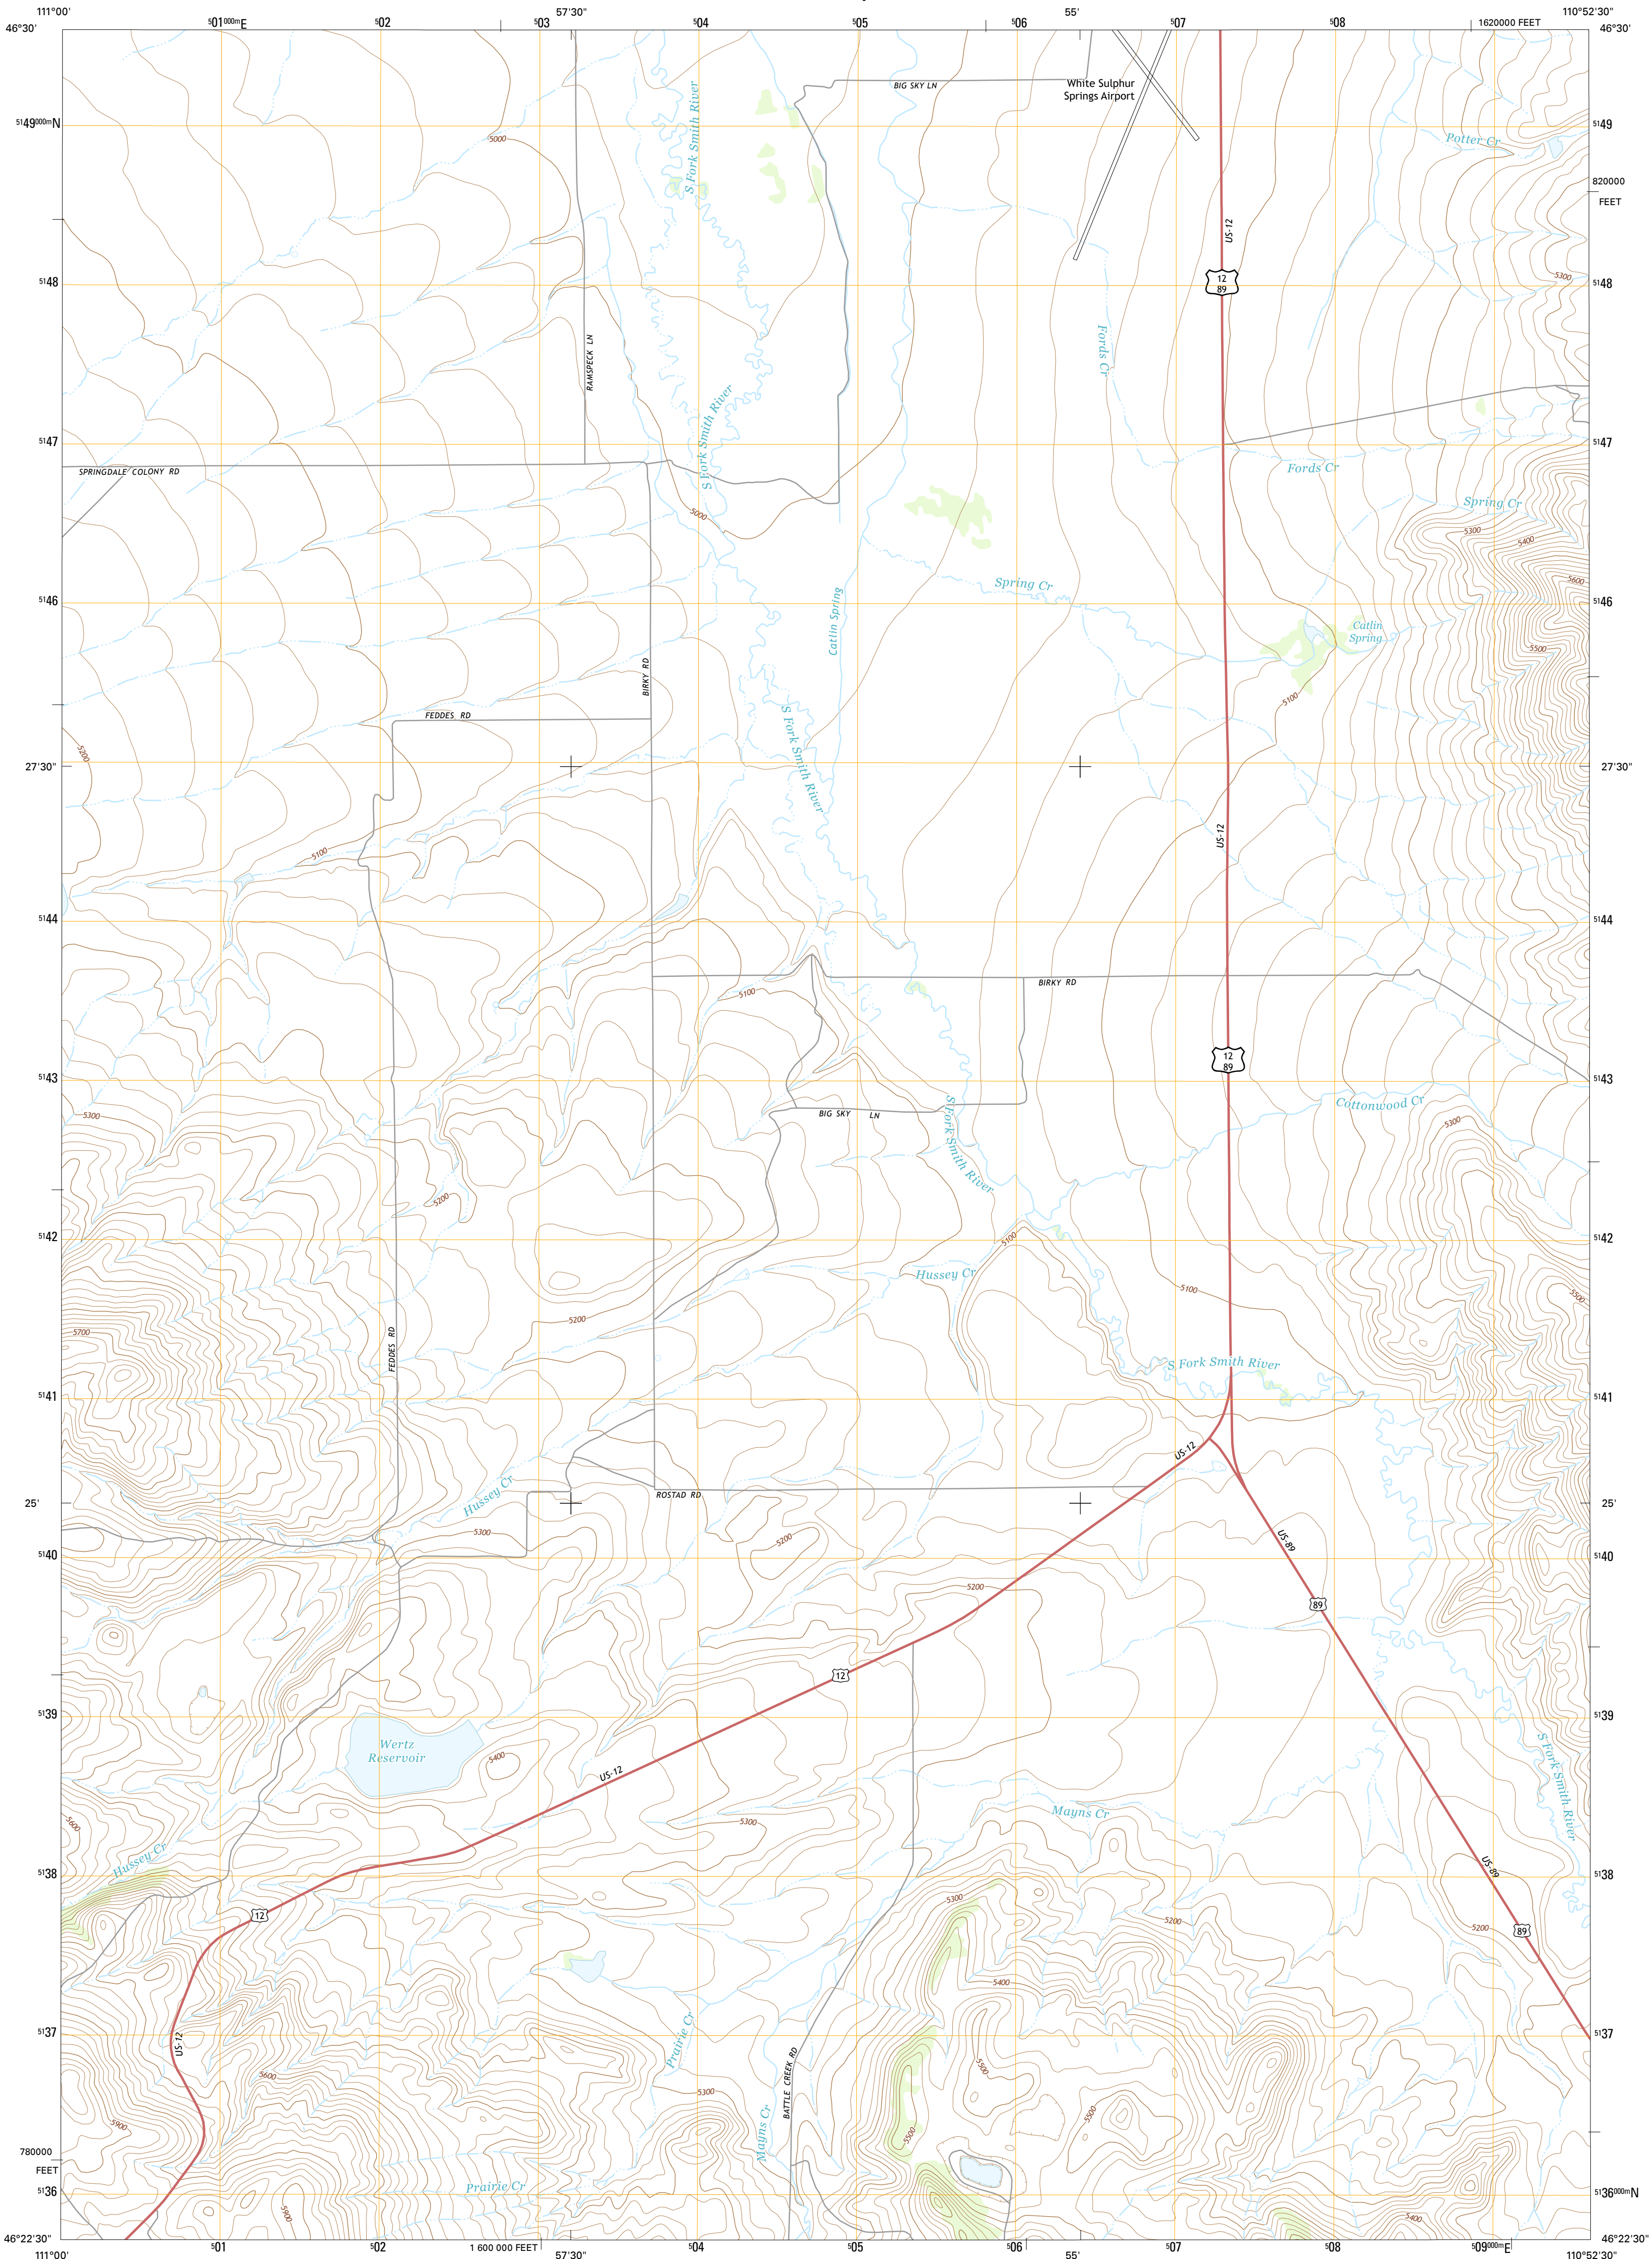 111°00'
501000mE
502
503
57'30"
504
505
506
55'
507
508
1620000 FEET
110°52'30"
46°30'
46°30'
BIG SKY LN
White Sulphur
Springs Airport
S Fork Smith River
5149000mN
5000
Potter Cr
5149
820000
FEET
US-12
5148
12
89
5300
5148
RAMSPECK LN
Fords Cr
S Fork Smith River
5147
5147
SPRINGDALE COLONY RD
Fords Cr
Spring Cr
5000
5300
5400
5600
Spring Cr
5146
5146
Catlin Spring
Catlin
Spring
5500
BIRKY RD
5100
FEDDES RD
S Fork Smith River
5200
27'30"
27'30"
US-12
5100
5144
5144
BIRKY RD
5100
12
89
5143
5143
5300
BIG SKY LN
Cottonwood Cr
5300
S Fork Smith River
5200
5142
5100
5142
Hussey Cr
5100
5500
5200
5700
FEDDES RD
S Fork Smith River
5141
5141
US-12
Hussey Cr
ROSTAD RD
25'
25'
5300
5200
US-89
5140
5140
5200
89
12
5139
5139
Wertz
Reservoir
5400
US-12
S Fork Smith River
Mayns Cr
5600
5300
Hussey Cr
US-89
5138
5138
5300
12
5200
5200
89
5400
5137
5137
US-12
Prairie Cr
BATTLE CREEK RD
5500
5600
5300
5900
Mayns Cr
5500
5500
780000
FEET
Prairie Cr
5136
5136000mN
5900
5400
46°22'30"
46°22'30"
111°00'
501
502
1 600 000 FEET
57'30"
504
505
506
55'
507
508
509000mE
110°52'30"